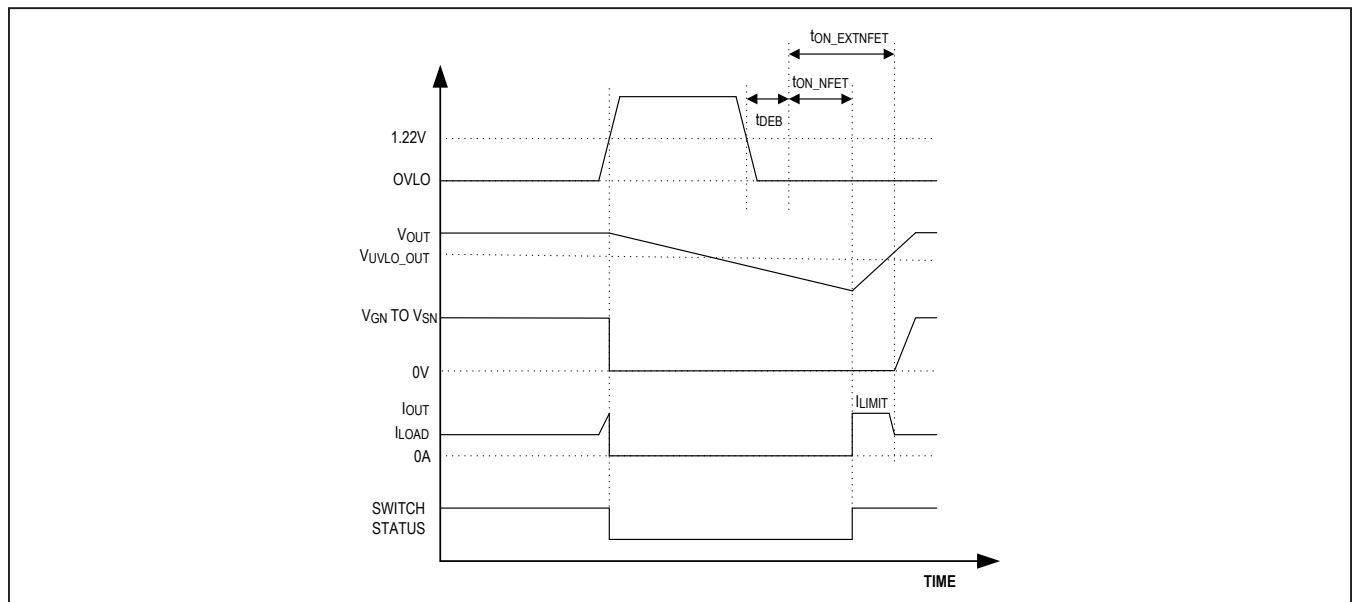 tON_EXTNFET
tON_NFET
tDEB
1.22V
OVLO
VOUT
VUVLO_OUT
VGN TO VSN
0V
IOUT
ILIMIT
ILOAD
0A
SWITCH
STATUS
TIME